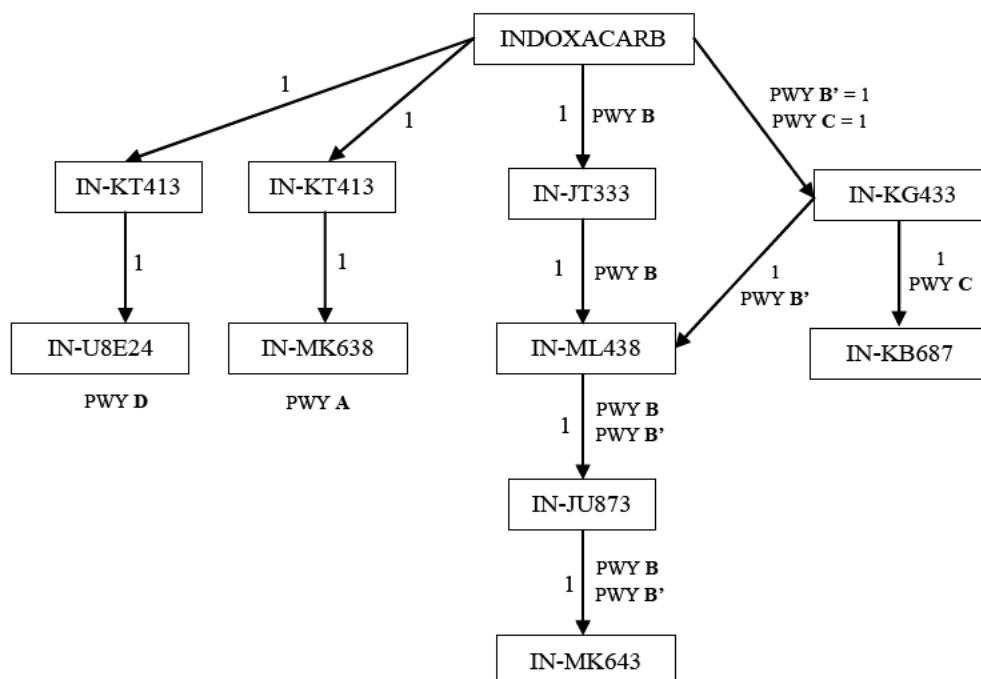 INDOXACARB
1
1
1 PWY B
PWY B’ = 1
PWY C = 1
IN-KT413
IN-KT413
IN-JT333
IN-KG433
1
1
1 PWY B
1
PWY B’
1
PWY C
IN-U8E24
IN-MK638
IN-ML438
IN-KB687
PWY D
PWY A
1
PWY B
PWY B’
IN-JU873
1
PWY B
PWY B’
IN-MK643